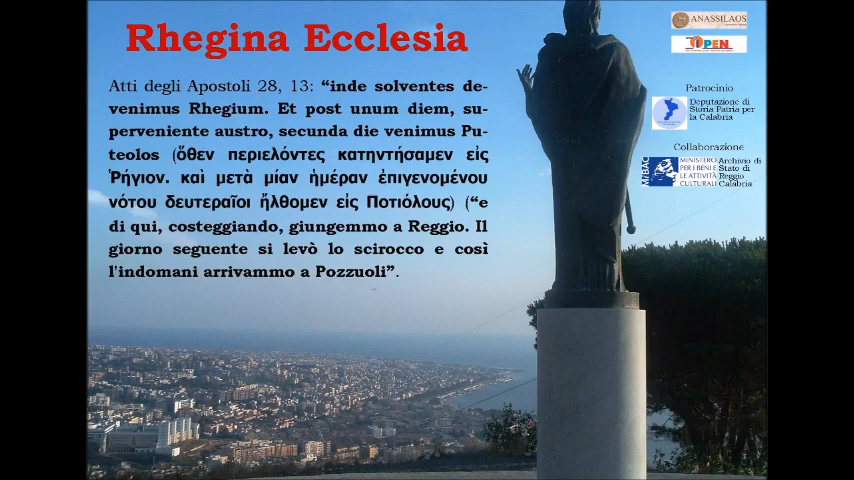 Rhegina Ecclesia
Atti degli Apostoli 28, 13: “inde solventes de-
venimus Rhegium. Et post unum diem, su-
perveniente austro, secunda die venimus Pu-
teolos (ὅθεν περιελόντες κατηντήσαμεν εἰς
Ῥήγιον. καὶ μετὰ μίαν ἡμέραν ἐπιγενομένου
νότου δευτεραῖοι ἤλθομεν εἰς Ποτιόλους) (“e
di qui, costeggiando, giungemmo a Reggio. Il
giorno seguente si levò lo scirocco e così
l'indomani arrivammo a Pozzuoli”.
ANASSILAOS
OPEN
Patrocinio
Deputazione di
Storia Patria per
la Calabria
Collaborazione
MiBAC
MINISTERO
PER I BENI E
LE ATTIVITÀ
CULTURALI
Archivio di
Stato di
Reggio
Calabria